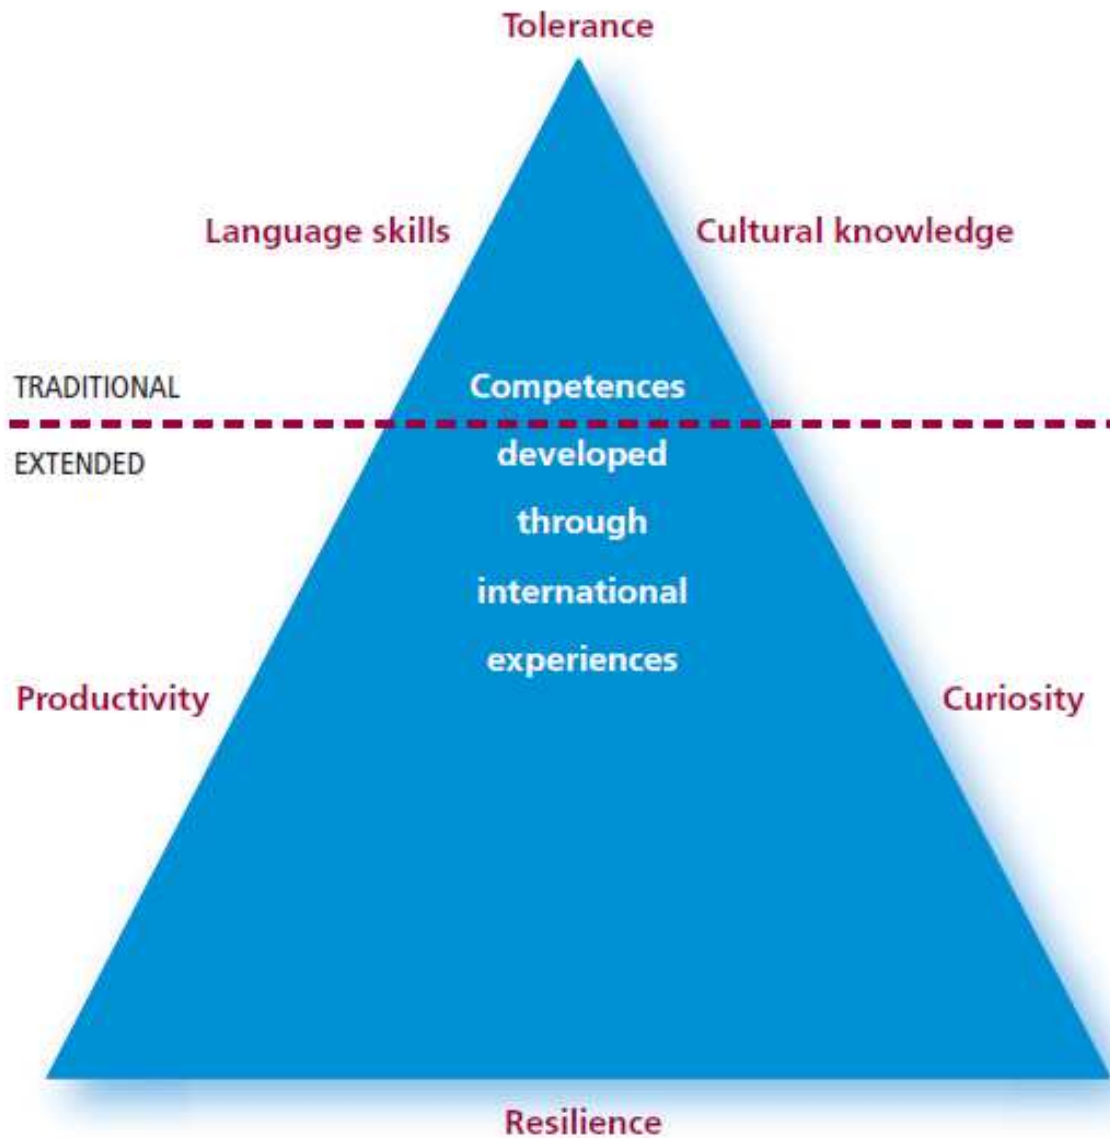 Tolerance
Language skills
Cultural knowledge
TRADITIONAL
Competences
EXTENDED
developed
through
international
experiences
Productivity
Curiosity
Resilience